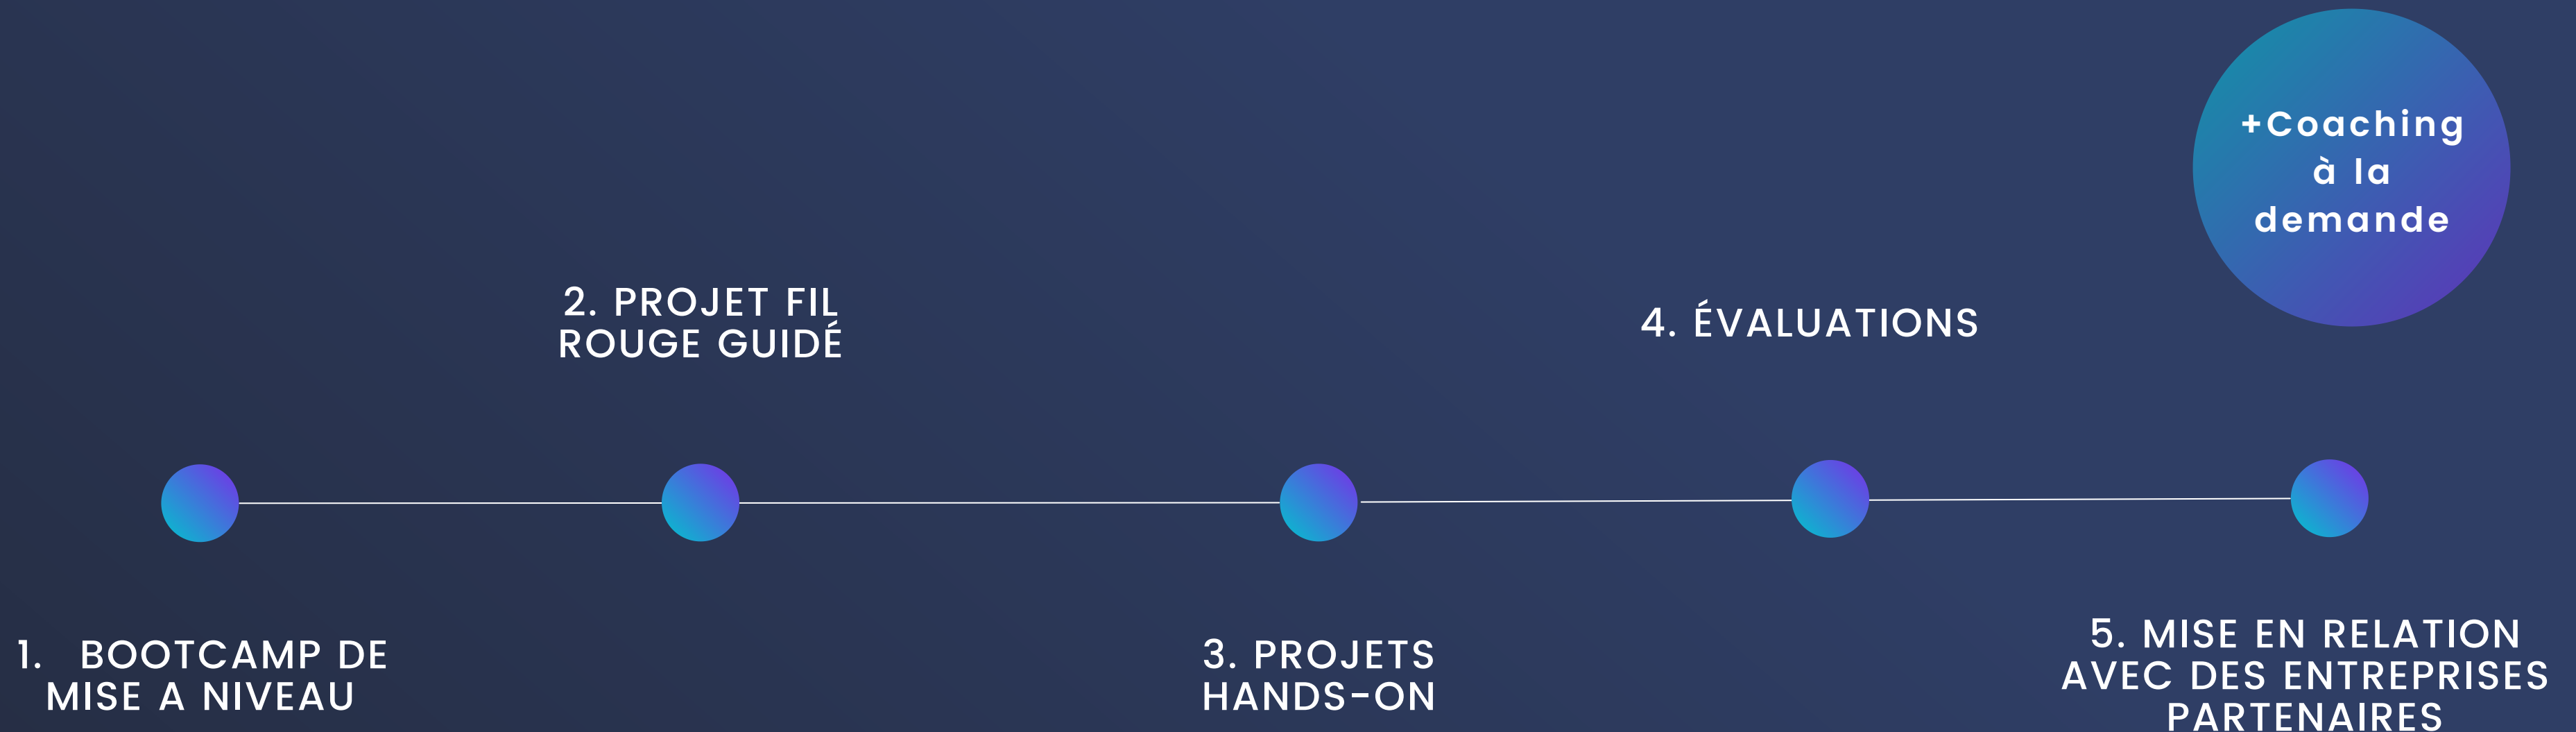 1. BOOTCAMP DE
MISE A NIVEAU
2. PROJET FIL
ROUGE GUIDÉ
3. PROJETS
HANDS-ON
4. ÉVALUATIONS
5. MISE EN RELATION
AVEC DES ENTREPRISES
PARTENAIRES
+Coaching
à la
demande